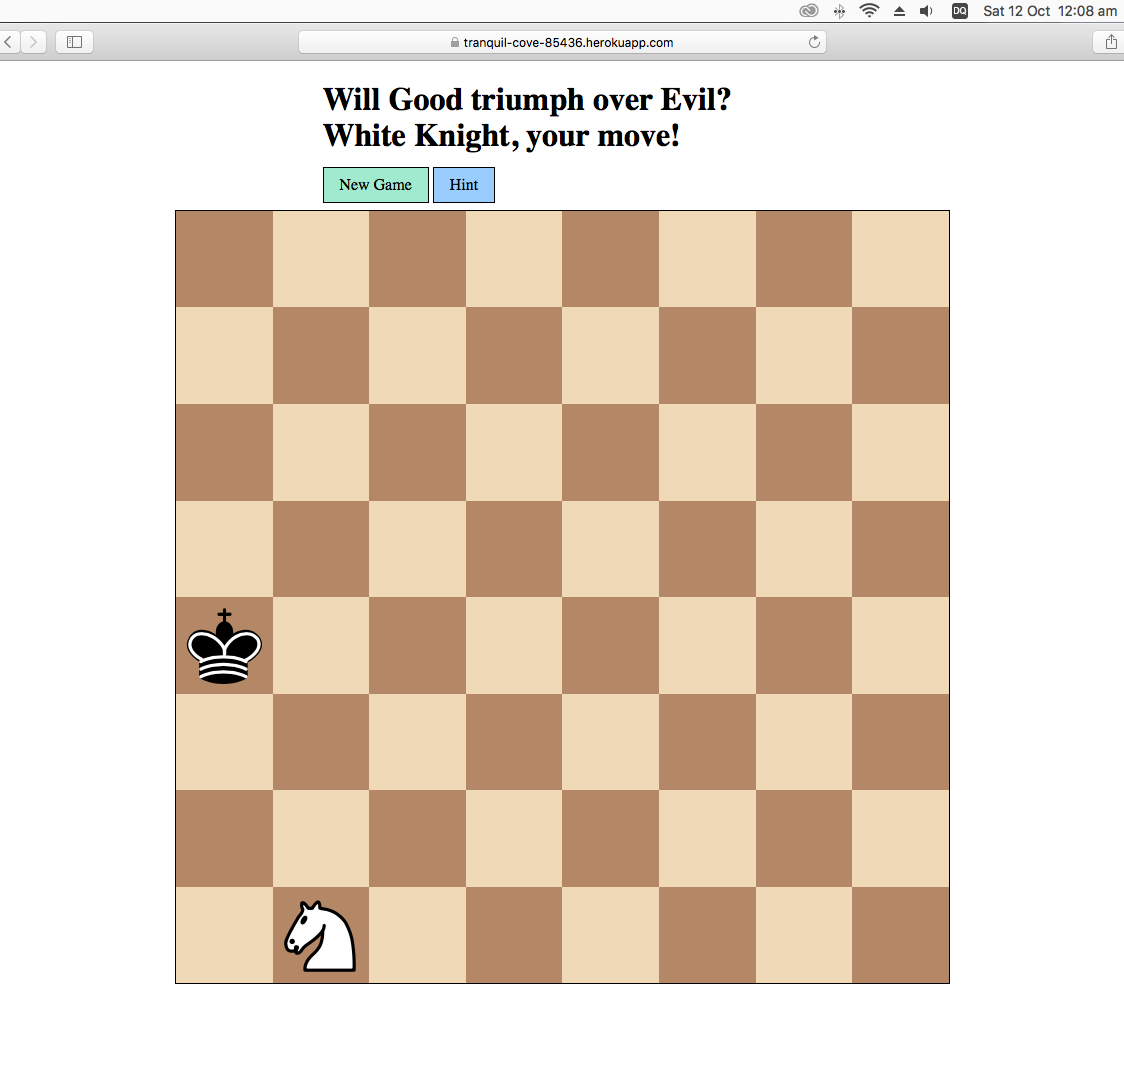 DQ Sat 12 Oct 12:08 am
tranquil-cove-85436.herokuapp.com
Will Good triumph over Evil?
White Knight, your move!
New Game Hint